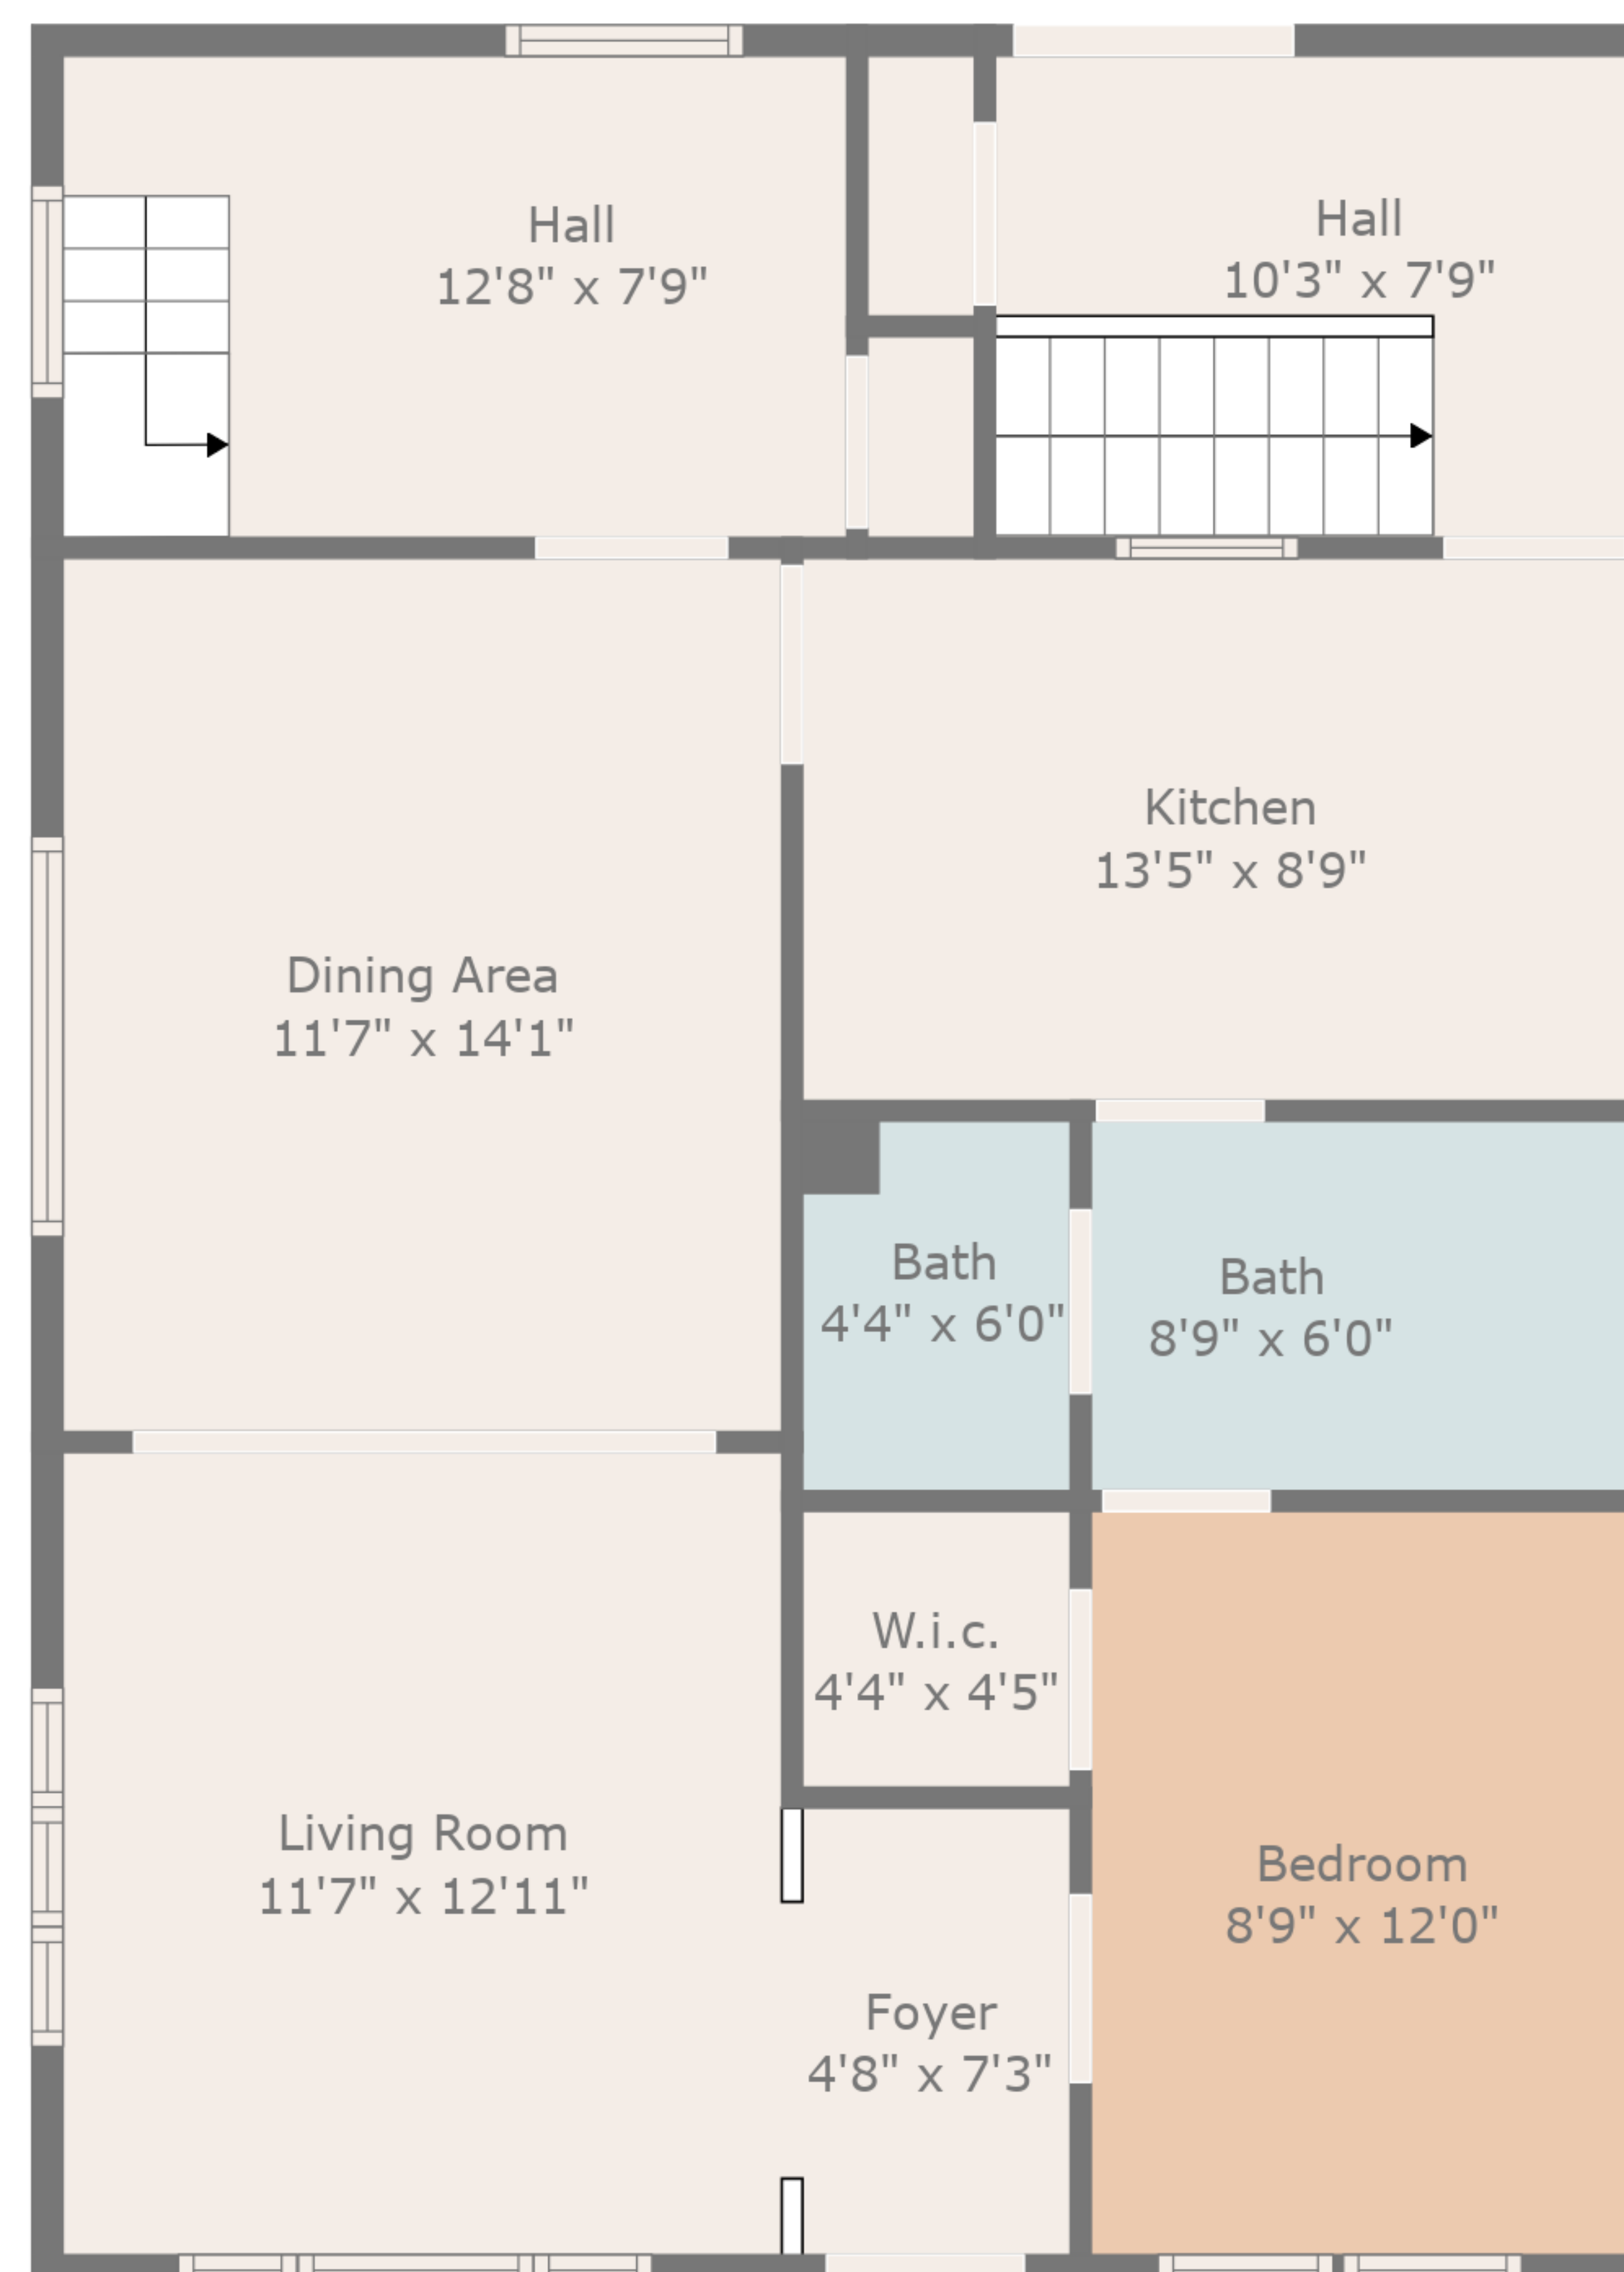 Hall
12'8" x 7'9"
Hall
10'3" x 7'9"
Kitchen
13'5" x 8'9"
Dining Area
11'7" x 14'1"
Bath
4'4" x 6'0"
Bath
8'9" x 6'0"
W.i.c.
4'4" x 4'5"
Living Room
11'7" x 12'11"
Bedroom
8'9" x 12'0"
Foyer
4'8" x 7'3"